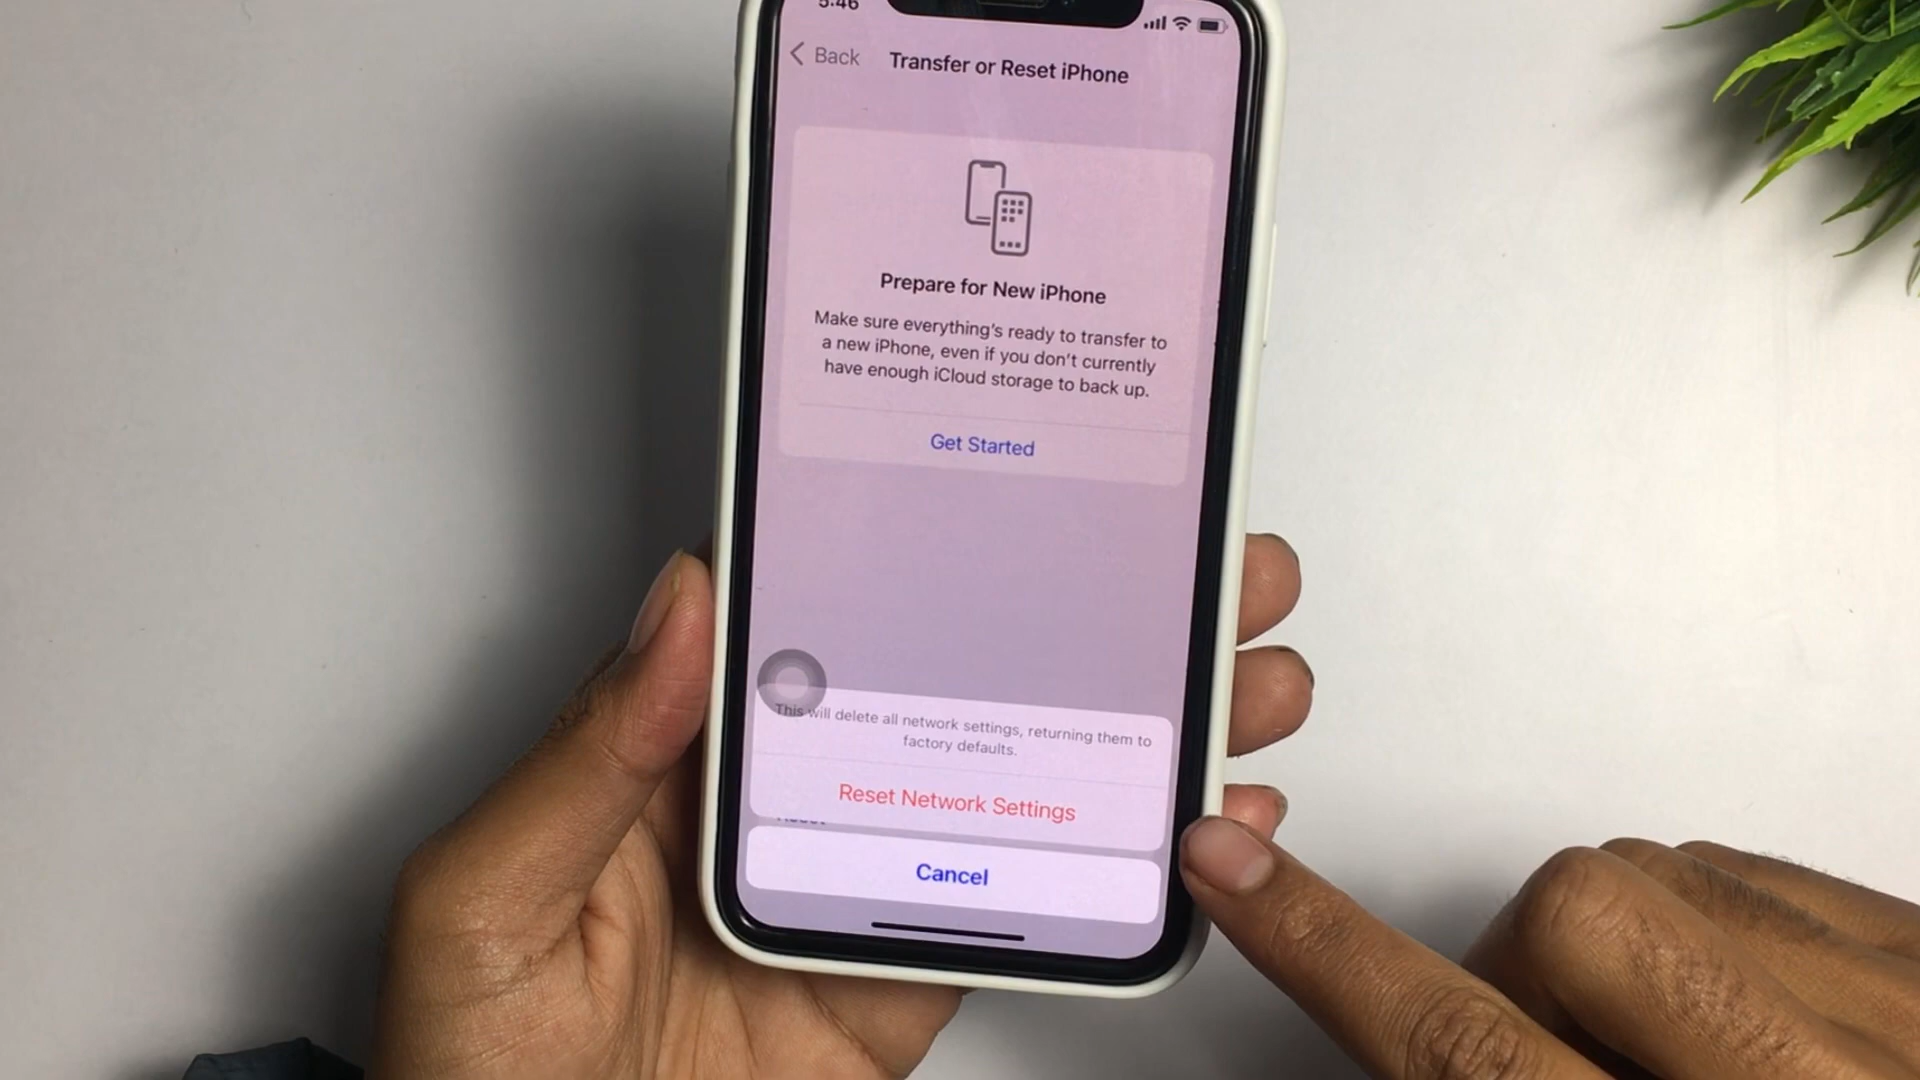 5:46
Back
Transfer or Reset iPhone
Prepare for New iPhone
Make sure everything's ready to transfer to
a new iPhone, even if you don't currently
have enough iCloud storage to back up.
Get Started
This will delete all network settings, returning them to
factory defaults.
Reset Network Settings
Cancel